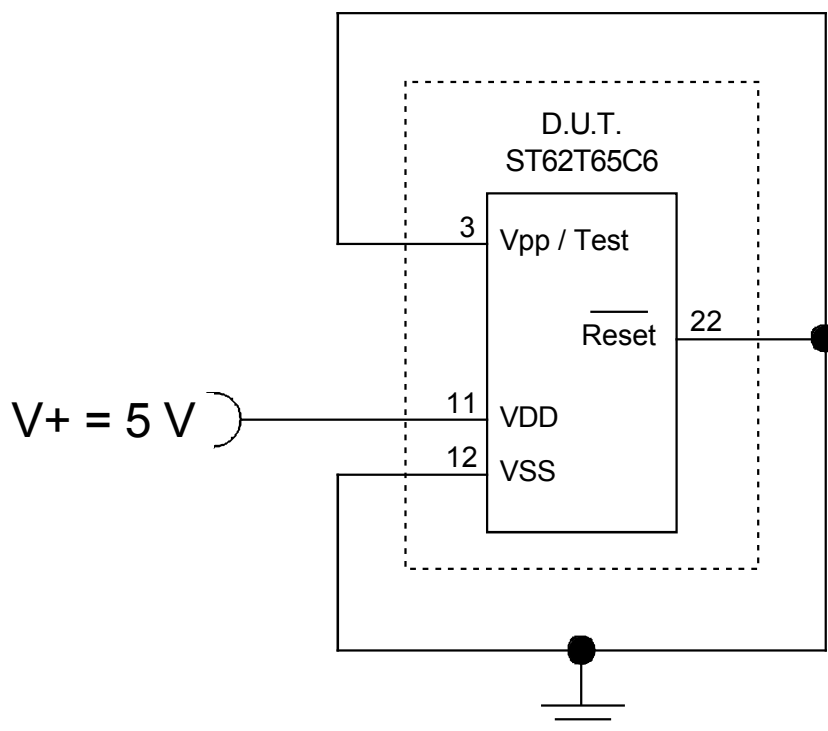 D.U.T.
ST62T65C6
3
Vpp / Test
Reset
22
V+ = 5 V
11
VDD
12
VSS